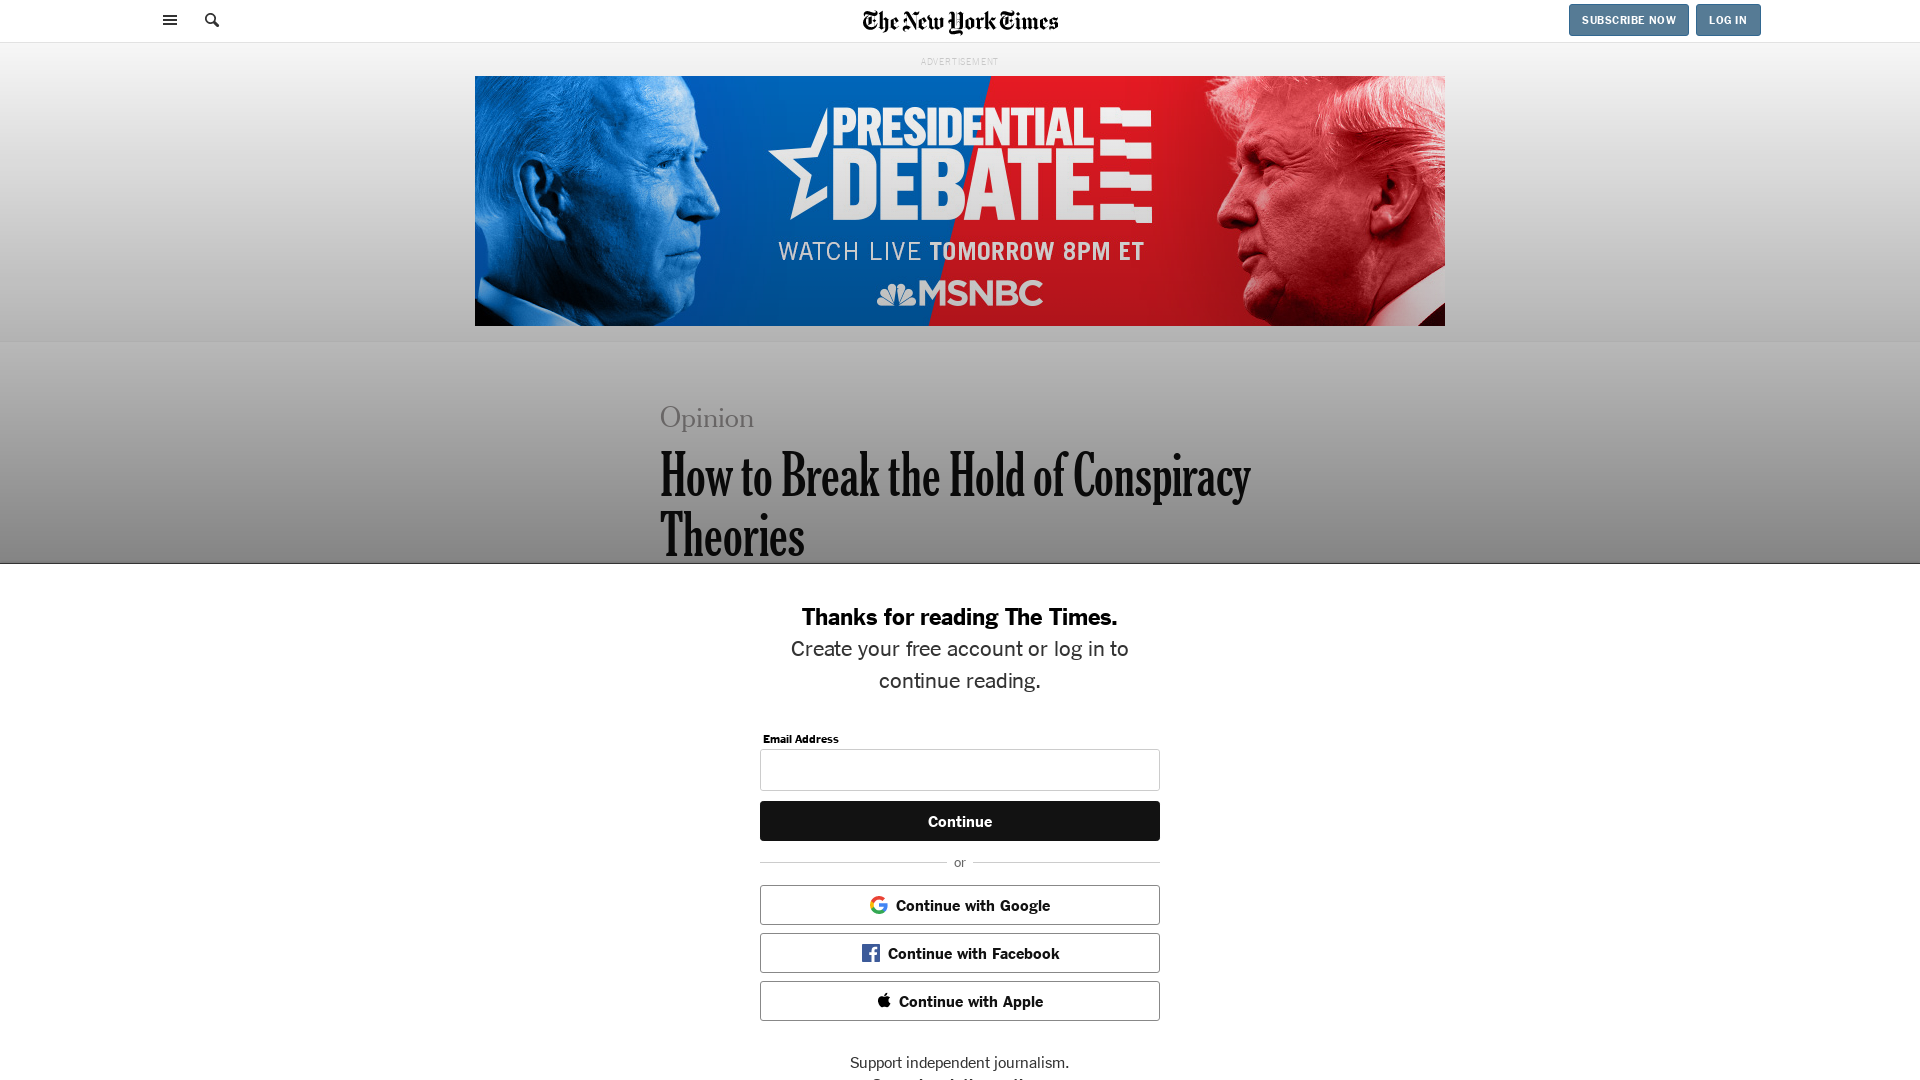 The New York Times
SUBSCRIBE NOW
LOG IN
ADVERTISEMENT
PRESIDENTIAL
DEBATE
WATCH LIVE TOMORROW 8PM ET
MSNBC
Opinion
How to Break the Hold of Conspiracy
Theories
Thanks for reading The Times.
Create your free account or log in to
continue reading.
Email Address
Continue
or
Continue with Google
Continue with Facebook
Continue with Apple
Support independent journalism.